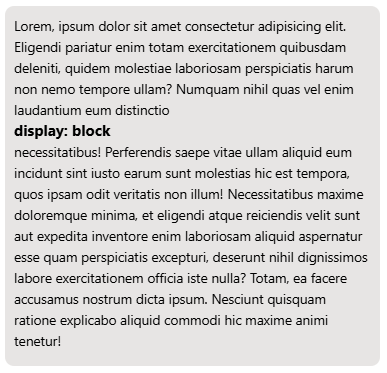 Lorem, ipsum dolor sit amet consectetur adipisicing elit.
Eligendi pariatur enim totam exercitationem quibusdam
deleniti, quidem molestiae laboriosam perspiciatis harum
non nemo tempore ullam? Numquam nihil quas vel enim
laudantium eum distinctio
display: block
necessitatibus! Perferendis saepe vitae ullam aliquid eum
incidunt sint iusto earum sunt molestias hic est tempora,
quos ipsam odit veritatis non illum! Necessitatibus maxime
doloremque minima, et eligendi atque reiciendis velit sunt
aut expedita inventore enim laboriosam aliquid aspernatur
esse quam perspiciatis excepturi, deserunt nihil dignissimos
labore exercitationem officia iste nulla? Totam, ea facere
accusamus nostrum dicta ipsum. Nesciunt quisquam
ratione explicabo aliquid commodi hic maxime animi
tenetur!